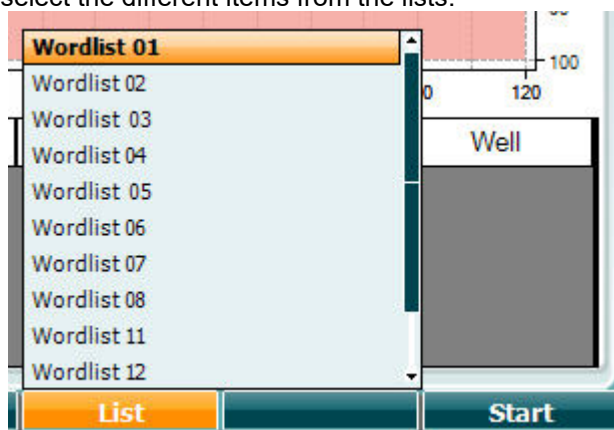 select the different items from the lists.
Wordlist 01
100
Wordlist 02
120
Wordlist 03
Well
Wordlist 04
Wordlist 05
Wordlist 06
Wordlist 07
Wordlist 08
Wordlist 11
Wordlist 12
List
Start